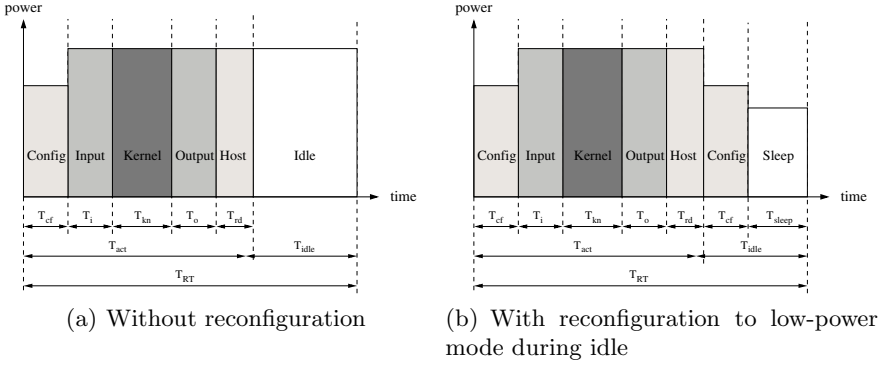 power
Config Input Kernel Output Host Idle
time
T_cf T_i T_kn T_o T_rd
T_act T_idle
T_RT
(a) Without reconfiguration
power
Config Input Kernel Output Host Config Sleep
time
T_cf T_i T_kn T_o T_rd T_cf T_sleep
T_act T_idle
T_RT
(b) With reconfiguration to low-power
mode during idle